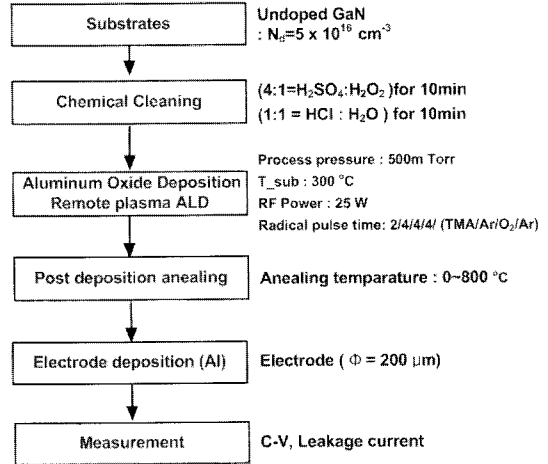 Substrates
Undoped GaN
: N_d=5 x 10^16 cm^-3
Chemical Cleaning
(4:1=H₂SO₄:H₂O₂ )for 10min
(1:1 = HCl : H₂O ) for 10min
Aluminum Oxide Deposition
Remote plasma ALD
Process pressure : 500m Torr
T_sub : 300 °C
RF Power : 25 W
Radical pulse time: 2/4/4/4/ (TMA/Ar/O₂/Ar)
Post deposition anealing
Anealing temparature : 0~800 °C
Electrode deposition (Al)
Electrode ( Φ = 200 μm)
Measurement
C-V, Leakage current